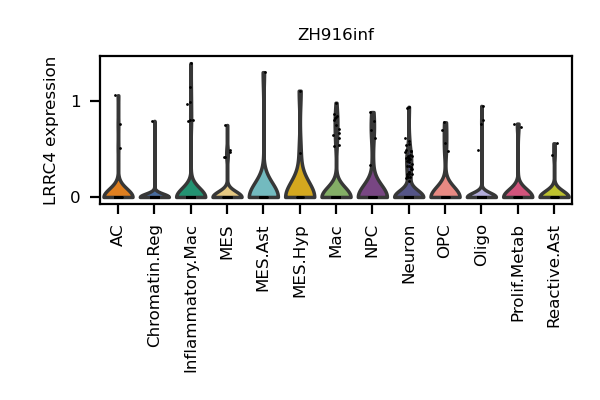 ZH916inf
LRRC4 expression
1
0
AC
Chromatin.Reg
Inflammatory.Mac
MES
MES.Ast
MES.Hyp
Mac
NPC
Neuron
OPC
Oligo
Prolif.Metab
Reactive.Ast